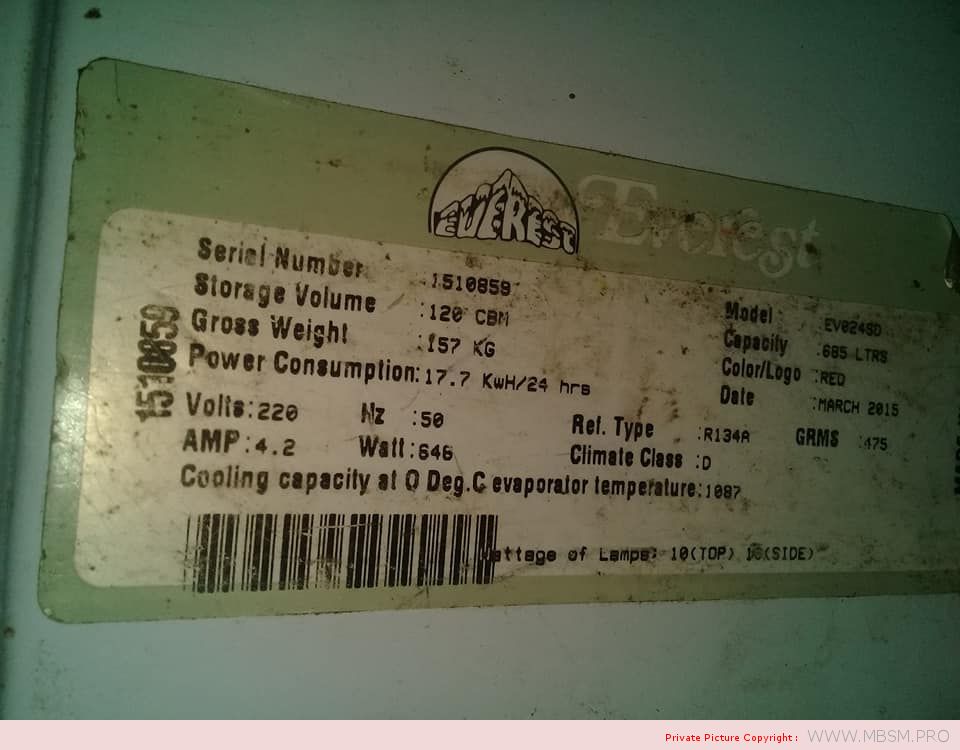 EVEREST
Everest
Serial Number :1510859
Storage Volume :120 CBM
Gross Weight :157 KG
Power Consumption:17.7 KwH/24 hrs
Volts:220 Hz :50
AMP:4.2 Watt:646
Cooling capacity at 0 Deg.C evaporator temperature:1087
Model : EV024SD
Capacity :685 LTRS
Color/Logo :RED
Date :MARCH 2015
Ref. Type :R134A GRMS :475
Climate Class :D
1510859
Wattage of Lamps: 10(TOP) (SIDE)
Private Picture Copyright : WWW.MBSM.PRO